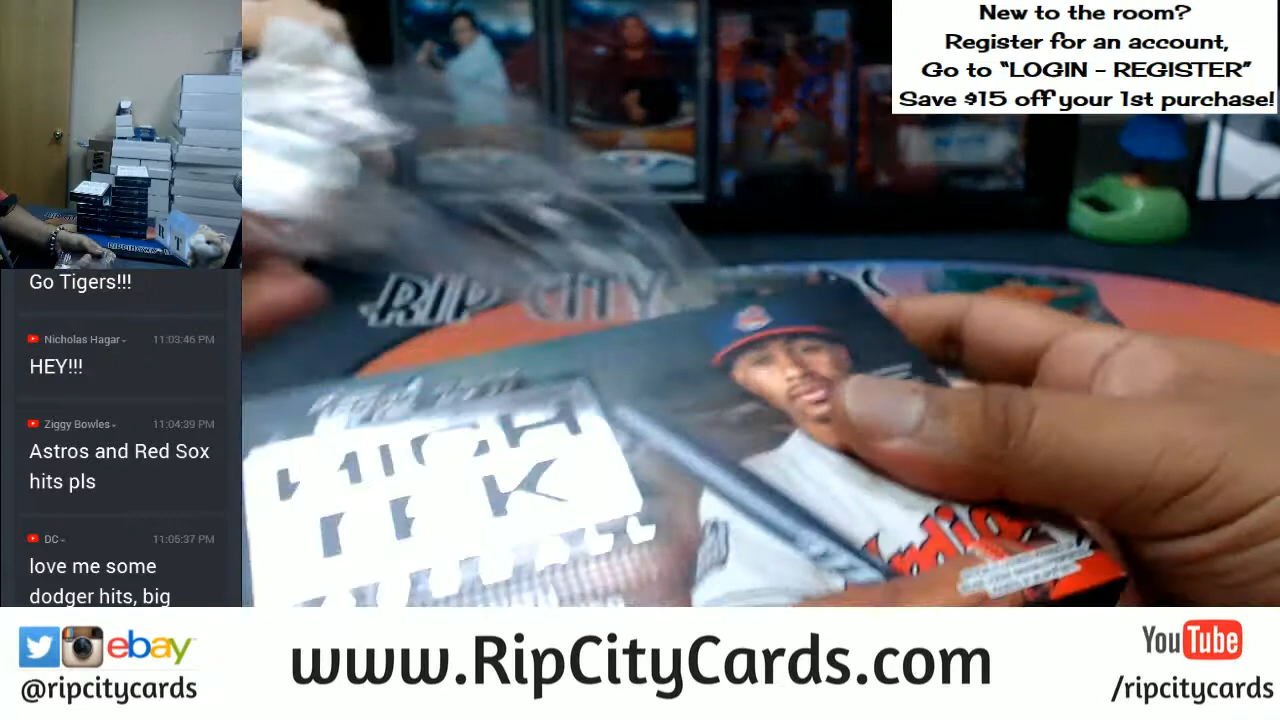 New to the room?
Register for an account,
Go to "LOGIN - REGISTER"
Save $15 off your 1st purchase!
RIP CITY
Go Tigers!!!
Nicholas Hagar 11:03:46 PM
HEY!!!
Ziggy Bowles 11:04:39 PM
Astros and Red Sox
hits pls
DC 11:05:37 PM
love me some
dodger hits, big
HIGH
TEK
ebay
@ripcitycards
www.RipCityCards.com
YouTube
/ripcitycards